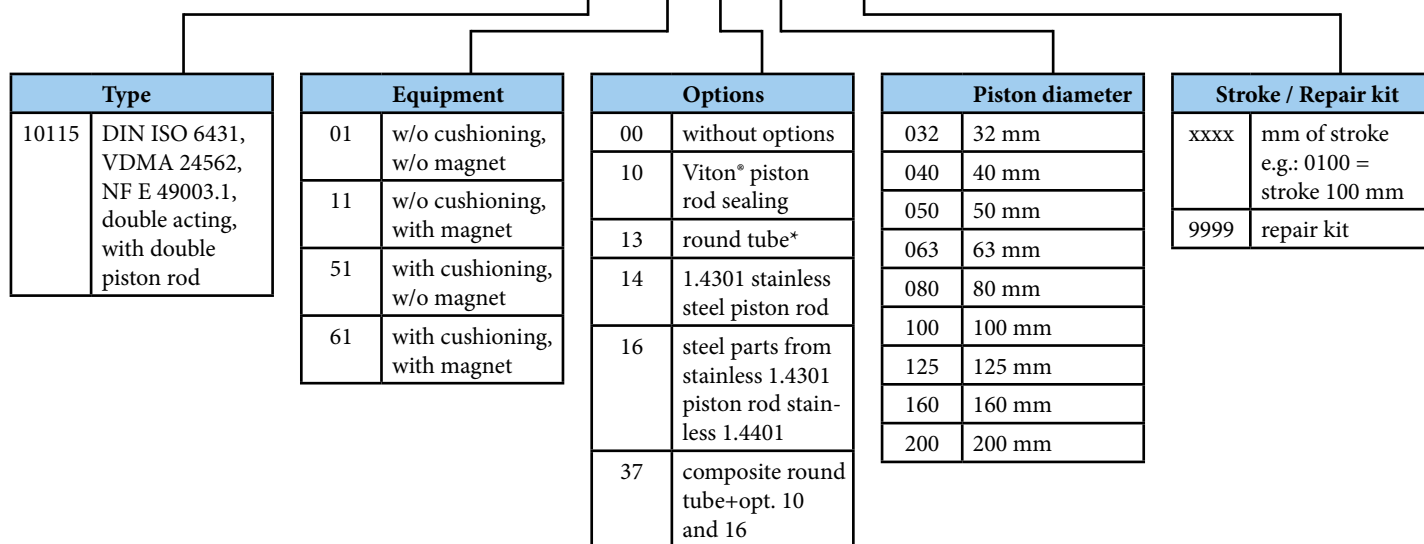 Type
10115 DIN ISO 6431,
VDMA 24562,
NF E 49003.1,
double acting,
with double
piston rod
Equipment
01 w/o cushioning,
w/o magnet
11 w/o cushioning,
with magnet
51 with cushioning,
w/o magnet
61 with cushioning,
with magnet
Options
00 without options
10 Viton® piston
rod sealing
13 round tube*
14 1.4301 stainless
steel piston rod
16 steel parts from
stainless 1.4301
piston rod stain-
less 1.4401
37 composite round
tube+opt. 10
and 16
Piston diameter
032 32 mm
040 40 mm
050 50 mm
063 63 mm
080 80 mm
100 100 mm
125 125 mm
160 160 mm
200 200 mm
Stroke / Repair kit
xxxx mm of stroke
e.g.: 0100 =
stroke 100 mm
9999 repair kit